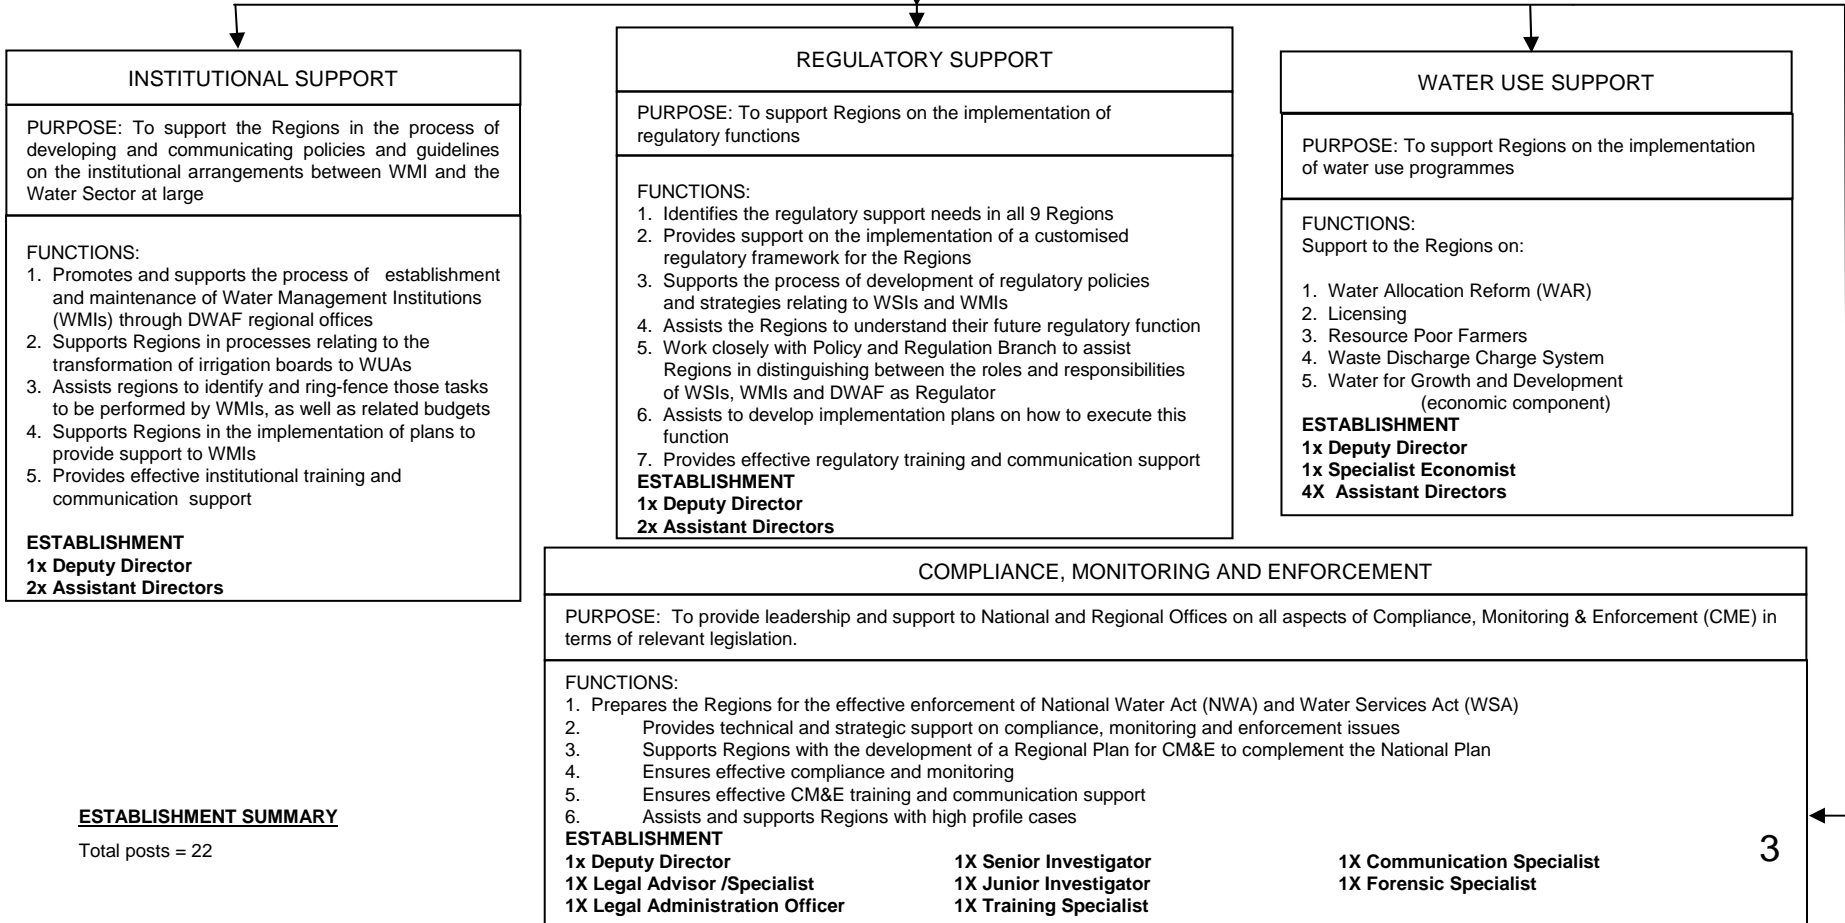 INSTITUTIONAL SUPPORT
PURPOSE: To support the Regions in the process of
developing and communicating policies and guidelines
on the institutional arrangements between WMI and the
Water Sector at large
FUNCTIONS:
1. Promotes and supports the process of establishment
and maintenance of Water Management Institutions
(WMIs) through DWAF regional offices
2. Supports Regions in processes relating to the
transformation of irrigation boards to WUAs
3. Assists regions to identify and ring-fence those tasks
to be performed by WMIs, as well as related budgets
4. Supports Regions in the implementation of plans to
provide support to WMIs
5. Provides effective institutional training and
communication support
ESTABLISHMENT
1x Deputy Director
2x Assistant Directors
REGULATORY SUPPORT
PURPOSE: To support Regions on the implementation of
regulatory functions
FUNCTIONS:
1. Identifies the regulatory support needs in all 9 Regions
2. Provides support on the implementation of a customised
regulatory framework for the Regions
3. Supports the process of development of regulatory policies
and strategies relating to WSIs and WMIs
4. Assists the Regions to understand their future regulatory function
5. Work closely with Policy and Regulation Branch to assist
Regions in distinguishing between the roles and responsibilities
of WSIs, WMIs and DWAF as Regulator
6. Assists to develop implementation plans on how to execute this
function
7. Provides effective regulatory training and communication support
ESTABLISHMENT
1x Deputy Director
2x Assistant Directors
WATER USE SUPPORT
PURPOSE: To support Regions on the implementation
of water use programmes
FUNCTIONS:
Support to the Regions on:
1. Water Allocation Reform (WAR)
2. Licensing
3. Resource Poor Farmers
4. Waste Discharge Charge System
5. Water for Growth and Development
(economic component)
ESTABLISHMENT
1x Deputy Director
1x Specialist Economist
4X Assistant Directors
COMPLIANCE, MONITORING AND ENFORCEMENT
PURPOSE: To provide leadership and support to National and Regional Offices on all aspects of Compliance, Monitoring & Enforcement (CME) in
terms of relevant legislation.
FUNCTIONS:
1. Prepares the Regions for the effective enforcement of National Water Act (NWA) and Water Services Act (WSA)
2. Provides technical and strategic support on compliance, monitoring and enforcement issues
3. Supports Regions with the development of a Regional Plan for CM&E to complement the National Plan
4. Ensures effective compliance and monitoring
5. Ensures effective CM&E training and communication support
6. Assists and supports Regions with high profile cases
ESTABLISHMENT
1x Deputy Director 1X Senior Investigator 1X Communication Specialist
1X Legal Advisor /Specialist 1X Junior Investigator 1X Forensic Specialist
1X Legal Administration Officer 1X Training Specialist
ESTABLISHMENT SUMMARY
Total posts = 22
3